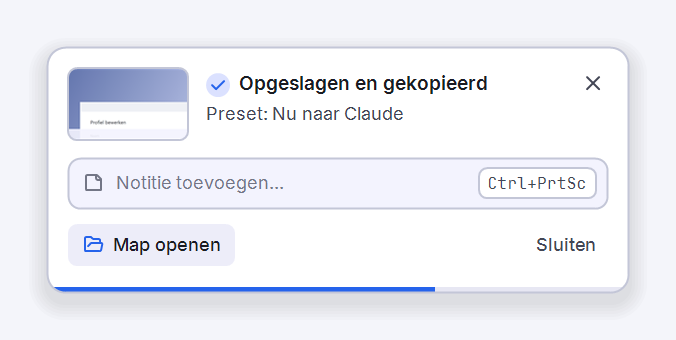 Opgeslagen en gekopieerd
Preset: Nu naar Claude
Profiel bewerken
Notitie toevoegen...
Ctrl+PrtSc
Map openen
Sluiten